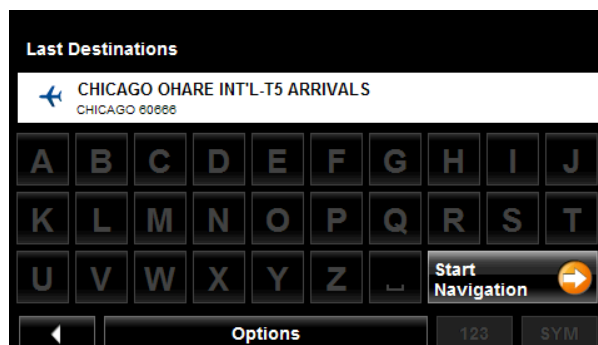 Last Destinations
CHICAGO OHARE INT'L-T5 ARRIVALS
CHICAGO 60666
A B C D E F G H I J
K L M N O P Q R S T
U V W X Y Z
Start
Navigation
Options 123 SYM